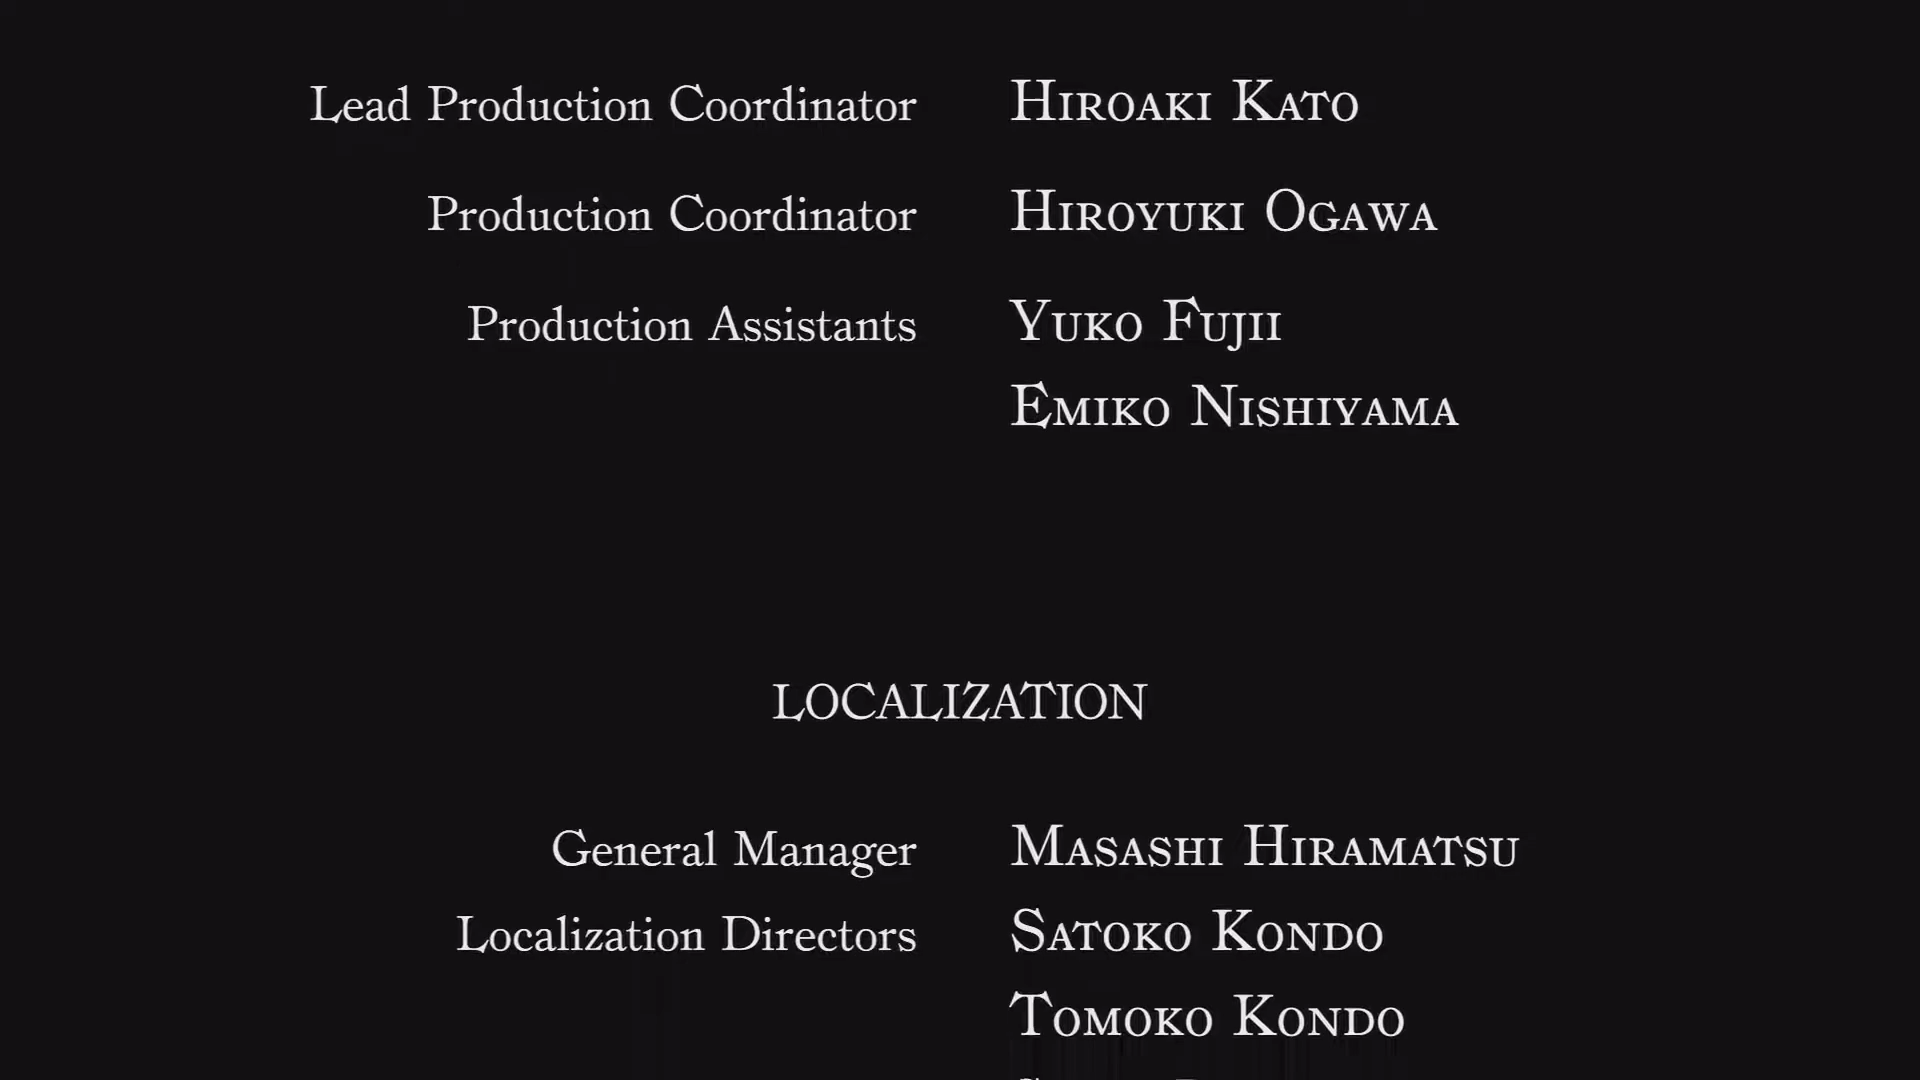 Lead Production Coordinator HIROAKI KATO
Production Coordinator HIROYUKI OGAWA
Production Assistants YUKO FUJII
EMIKO NISHIYAMA
LOCALIZATION
General Manager MASASHI HIRAMATSU
Localization Directors SATOKO KONDO
TOMOKO KONDO